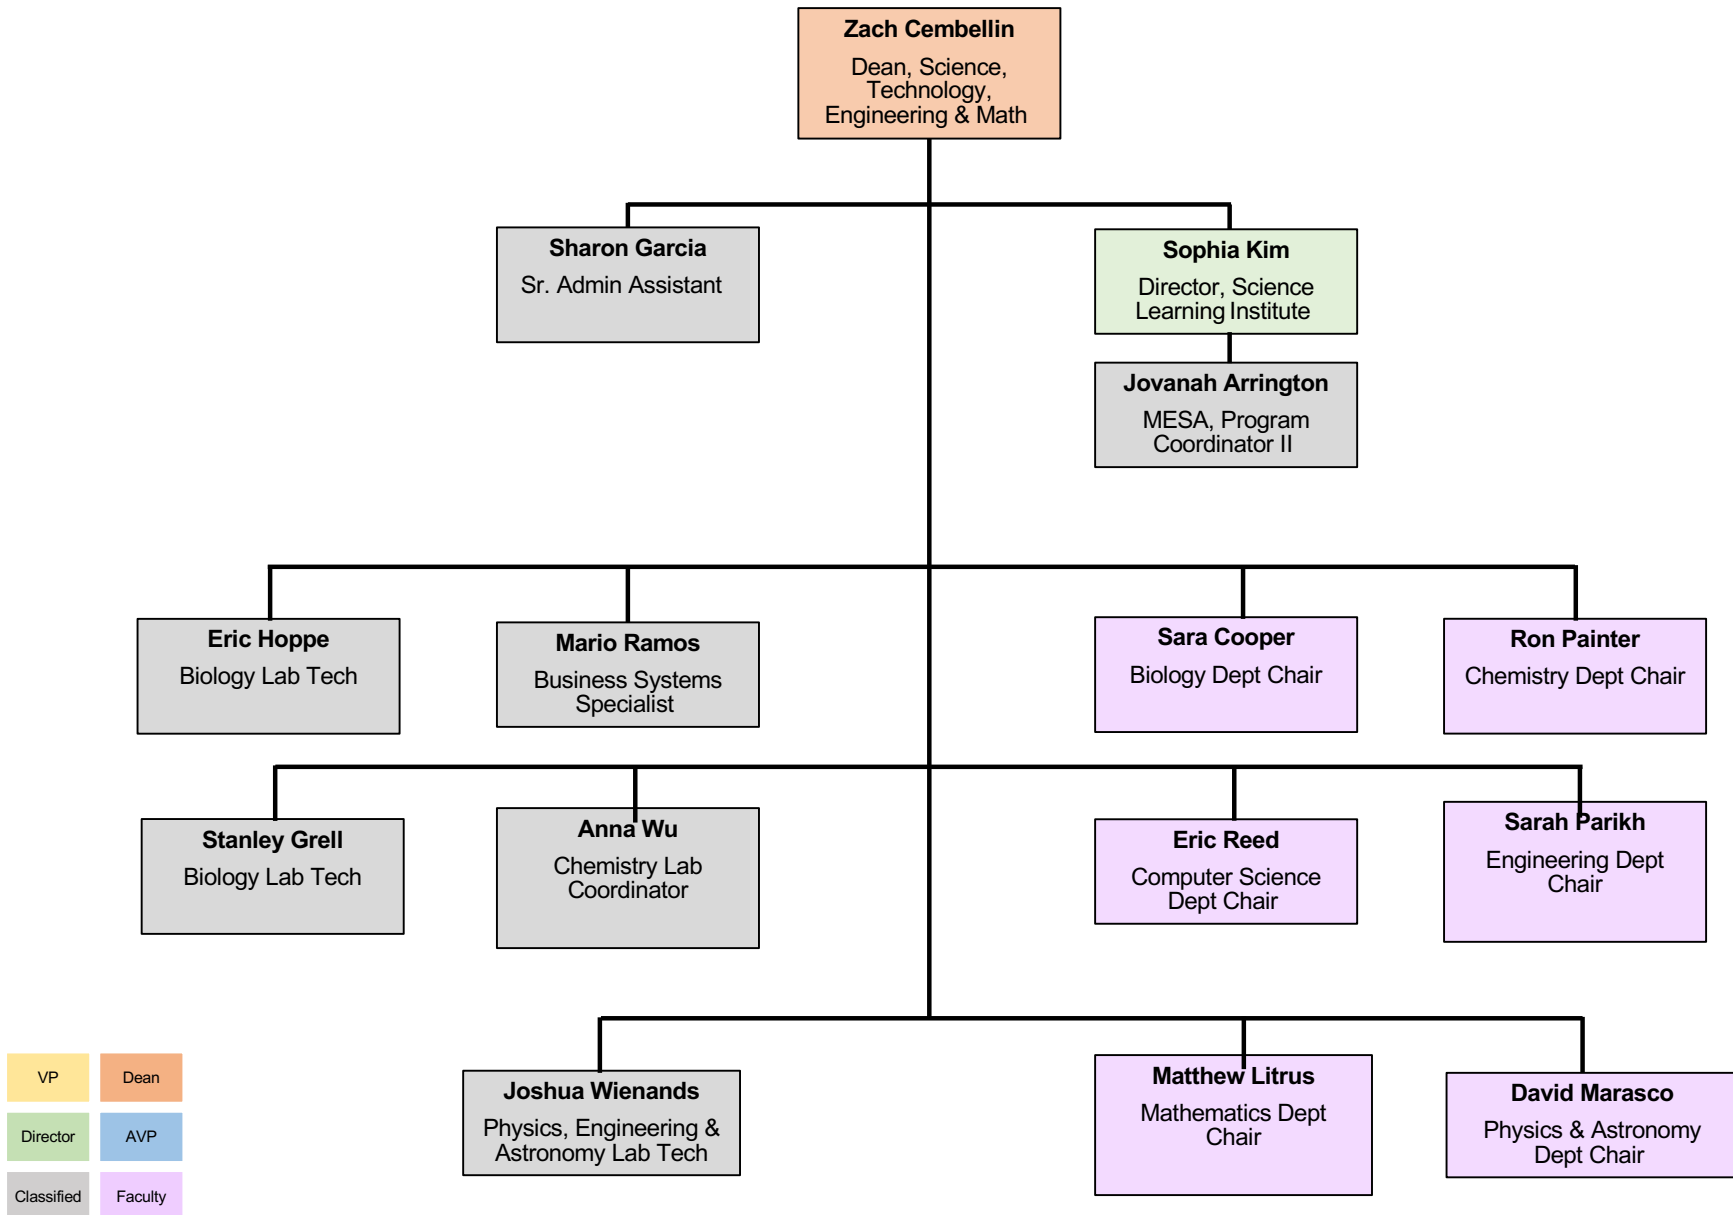 Zach Cembellin
Dean, Science,
Technology,
Engineering & Math
Sharon Garcia
Sr. Admin Assistant
Sophia Kim
Director, Science
Learning Institute
Jovanah Arrington
MESA, Program
Coordinator II
Eric Hoppe
Biology Lab Tech
Mario Ramos
Business Systems
Specialist
Sara Cooper
Biology Dept Chair
Ron Painter
Chemistry Dept Chair
Stanley Grell
Biology Lab Tech
Anna Wu
Chemistry Lab
Coordinator
Eric Reed
Computer Science
Dept Chair
Sarah Parikh
Engineering Dept
Chair
Joshua Wienands
Physics, Engineering &
Astronomy Lab Tech
Matthew Litrus
Mathematics Dept
Chair
David Marasco
Physics & Astronomy
Dept Chair
VP
Dean
Director
AVP
Classified
Faculty